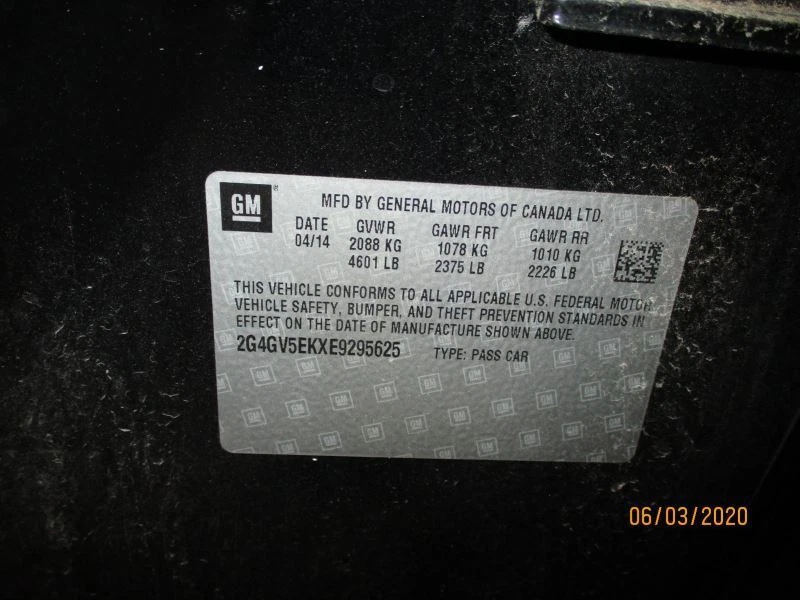 GM ®
MFD BY GENERAL MOTORS OF CANADA LTD.
DATE GVWR GAWR FRT GAWR RR
04/14 2088 KG 1078 KG 1010 KG
4601 LB 2375 LB 2226 LB
THIS VEHICLE CONFORMS TO ALL APPLICABLE U.S. FEDERAL MOTOR
VEHICLE SAFETY, BUMPER, AND THEFT PREVENTION STANDARDS IN
EFFECT ON THE DATE OF MANUFACTURE SHOWN ABOVE.
2G4GV5EKXE9295625 TYPE: PASS CAR
06/03/2020